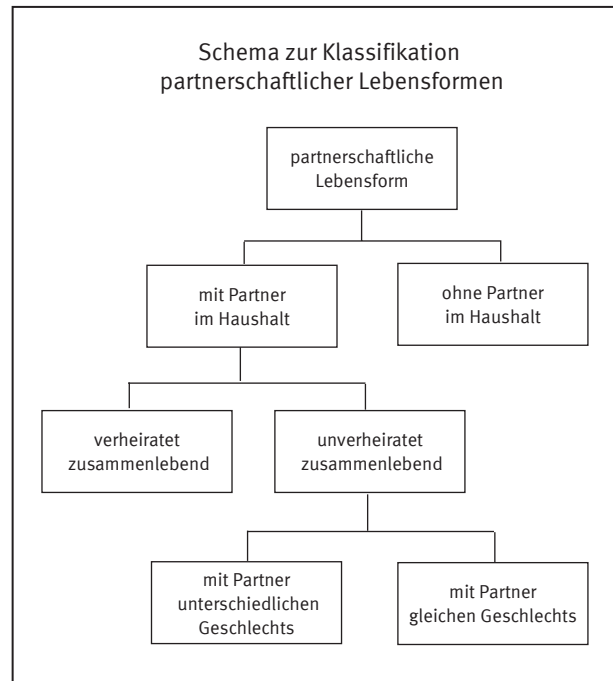 Schema zur Klassifikation
partnerschaftlicher Lebensformen
partnerschaftliche
Lebensform
mit Partner
im Haushalt
ohne Partner
im Haushalt
verheiratet
zusammenlebend
unverheiratet
zusammenlebend
mit Partner
unterschiedlichen
Geschlechts
mit Partner
gleichen Geschlechts